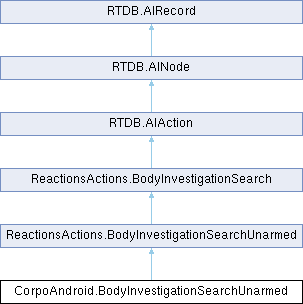 RTDB.AIRecord
RTDB.AINode
RTDB.AIAction
ReactionsActions.BodyInvestigationSearch
ReactionsActions.BodyInvestigationSearchUnarmed
CorpoAndroid.BodyInvestigationSearchUnarmed